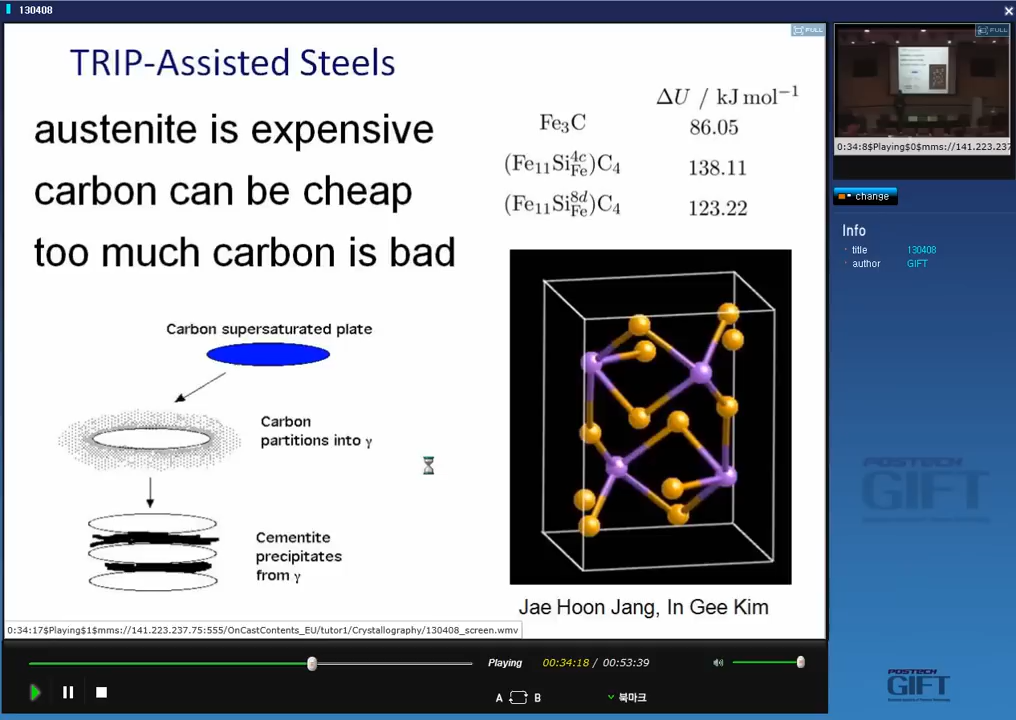 130408
FULL
TRIP-Assisted Steels
austenite is expensive
carbon can be cheap
too much carbon is bad
ΔU / kJ mol⁻¹
Fe₃C 86.05
(Fe₁₁Si⁴ᶜFe)C₄ 138.11
(Fe₁₁Si⁸ᵈFe)C₄ 123.22
Carbon supersaturated plate
Carbon
partitions into γ
Cementite
precipitates
from γ
Jae Hoon Jang, In Gee Kim
0:34:17$Playing$1$mms://141.223.237.75:555/OnCastContents_EU/tutor1/Crystallography/130408_screen.wmv
Playing 00:34:18 / 00:53:39
A B 북마크
FULL
0:34:8$Playing$0$mms://141.223.237
change
Info
title 130408
author GIFT
POSTECH
GIFT
POSTECH
GIFT